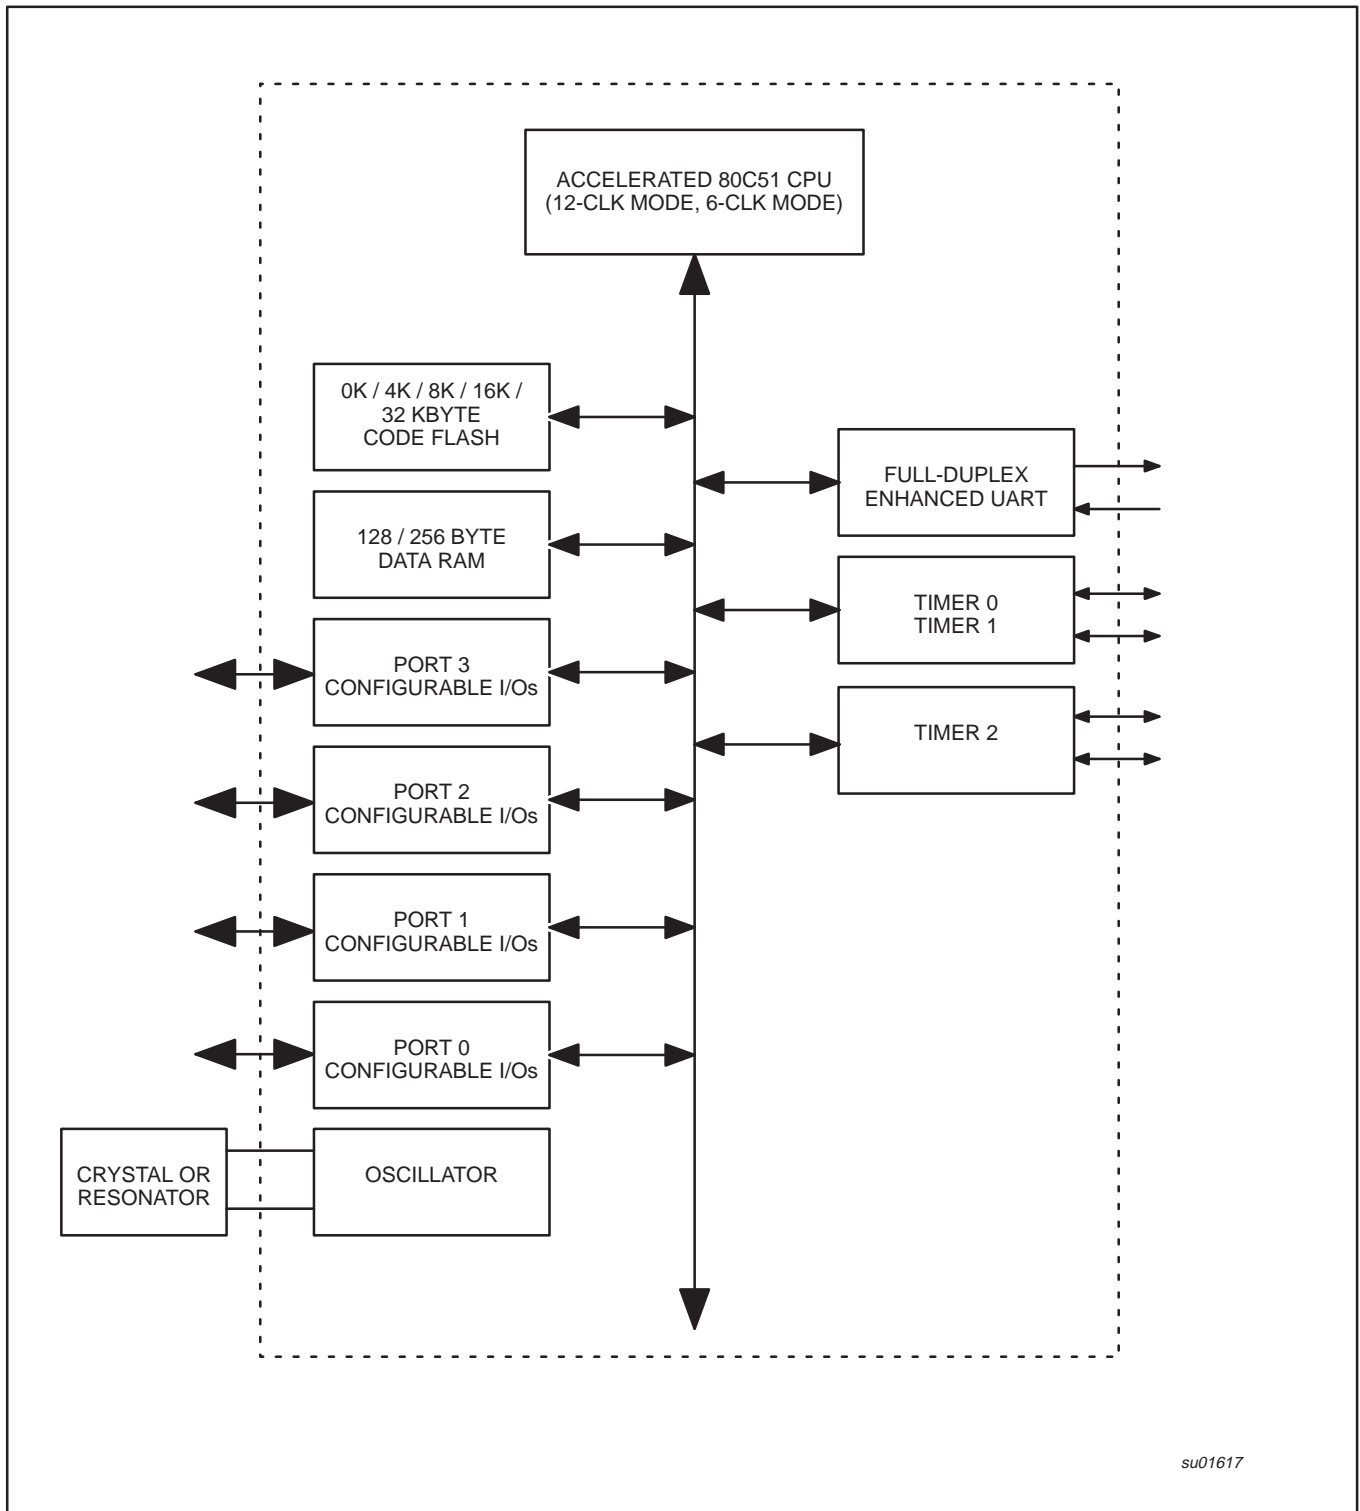 ACCELERATED 80C51 CPU
(12-CLK MODE, 6-CLK MODE)
0K / 4K / 8K / 16K /
32 KBYTE
CODE FLASH
FULL-DUPLEX
ENHANCED UART
128 / 256 BYTE
DATA RAM
TIMER 0
TIMER 1
PORT 3
CONFIGURABLE I/Os
TIMER 2
PORT 2
CONFIGURABLE I/Os
PORT 1
CONFIGURABLE I/Os
PORT 0
CONFIGURABLE I/Os
CRYSTAL OR
RESONATOR
OSCILLATOR
su01617